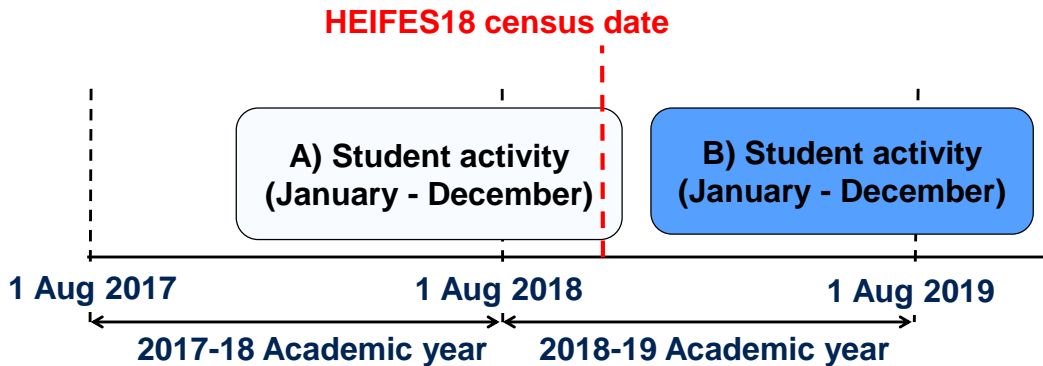 HEIFES18 census date
A) Student activity
(January - December)
B) Student activity
(January - December)
1 Aug 2017
1 Aug 2018
1 Aug 2019
2017-18 Academic year
2018-19 Academic year